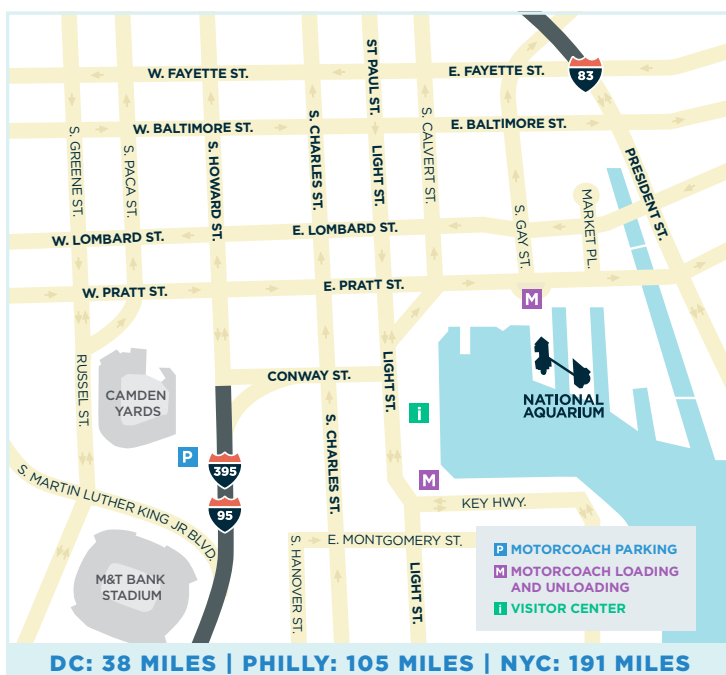 W. FAYETTE ST.
E. FAYETTE ST.
83
ST PAUL ST.
W. BALTIMORE ST.
E. BALTIMORE ST.
S. GREENE ST.
S. PACA ST.
S. HOWARD ST.
S. CHARLES ST.
LIGHT ST.
S. CALVERT ST.
PRESIDENT ST.
W. LOMBARD ST.
E. LOMBARD ST.
S. GAY ST.
MARKET PL.
W. PRATT ST.
E. PRATT ST.
M
RUSSEL ST.
CAMDEN
YARDS
CONWAY ST.
LIGHT ST.
NATIONAL
AQUARIUM
i
P
395
S. CHARLES ST.
M
S. MARTIN LUTHER KING JR BLVD.
95
KEY HWY.
S. HANOVER ST.
E. MONTGOMERY ST.
LIGHT ST.
M&T BANK
STADIUM
P MOTORCOACH PARKING
M MOTORCOACH LOADING
AND UNLOADING
i VISITOR CENTER
DC: 38 MILES | PHILLY: 105 MILES | NYC: 191 MILES